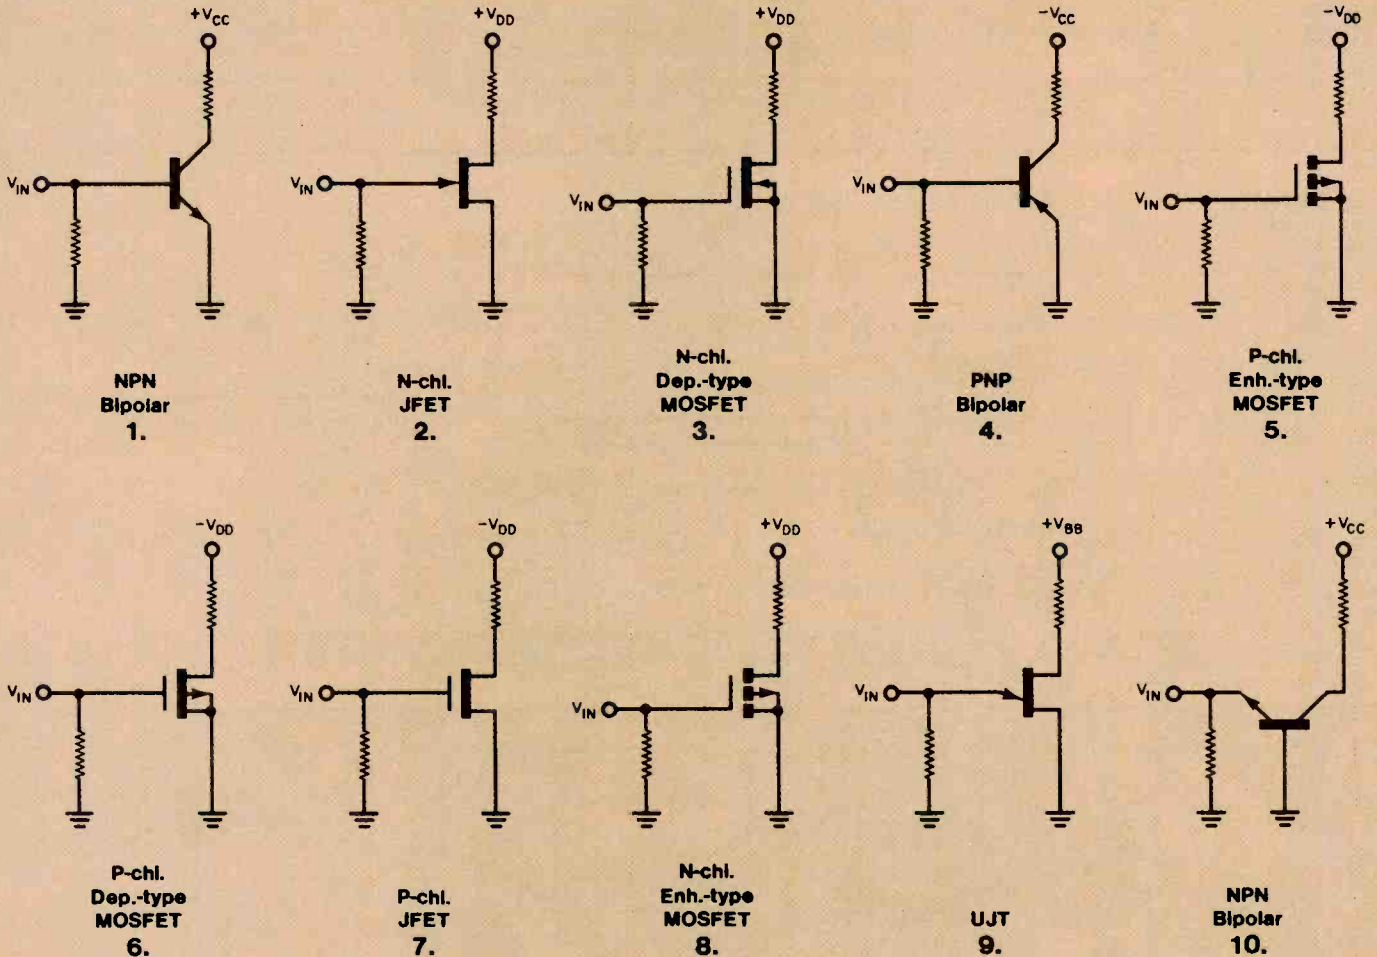 +VCC
+VDD
+VDD
-VCC
-VDD
VIN
VIN
VIN
VIN
VIN
NPN
Bipolar
1.
N-chl.
JFET
2.
N-chl.
Dep.-type
MOSFET
3.
PNP
Bipolar
4.
P-chl.
Enh.-type
MOSFET
5.
-VDD
-VDD
+VDD
+VBB
+VCC
VIN
VIN
VIN
VIN
VIN
P-chl.
Dep.-type
MOSFET
6.
P-chl.
JFET
7.
N-chl.
Enh.-type
MOSFET
8.
UJT
9.
NPN
Bipolar
10.